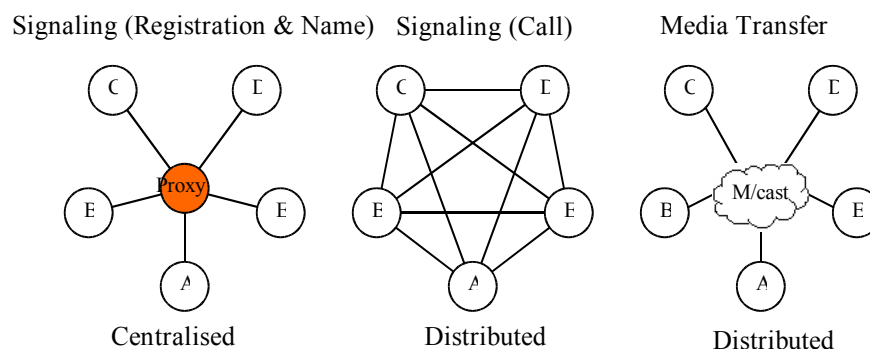 Signaling (Registration & Name)
Signaling (Call)
Media Transfer
C
C
C
Proxy
M/cast
E
E
B
E
A
A
A
Centralised
Distributed
Distributed